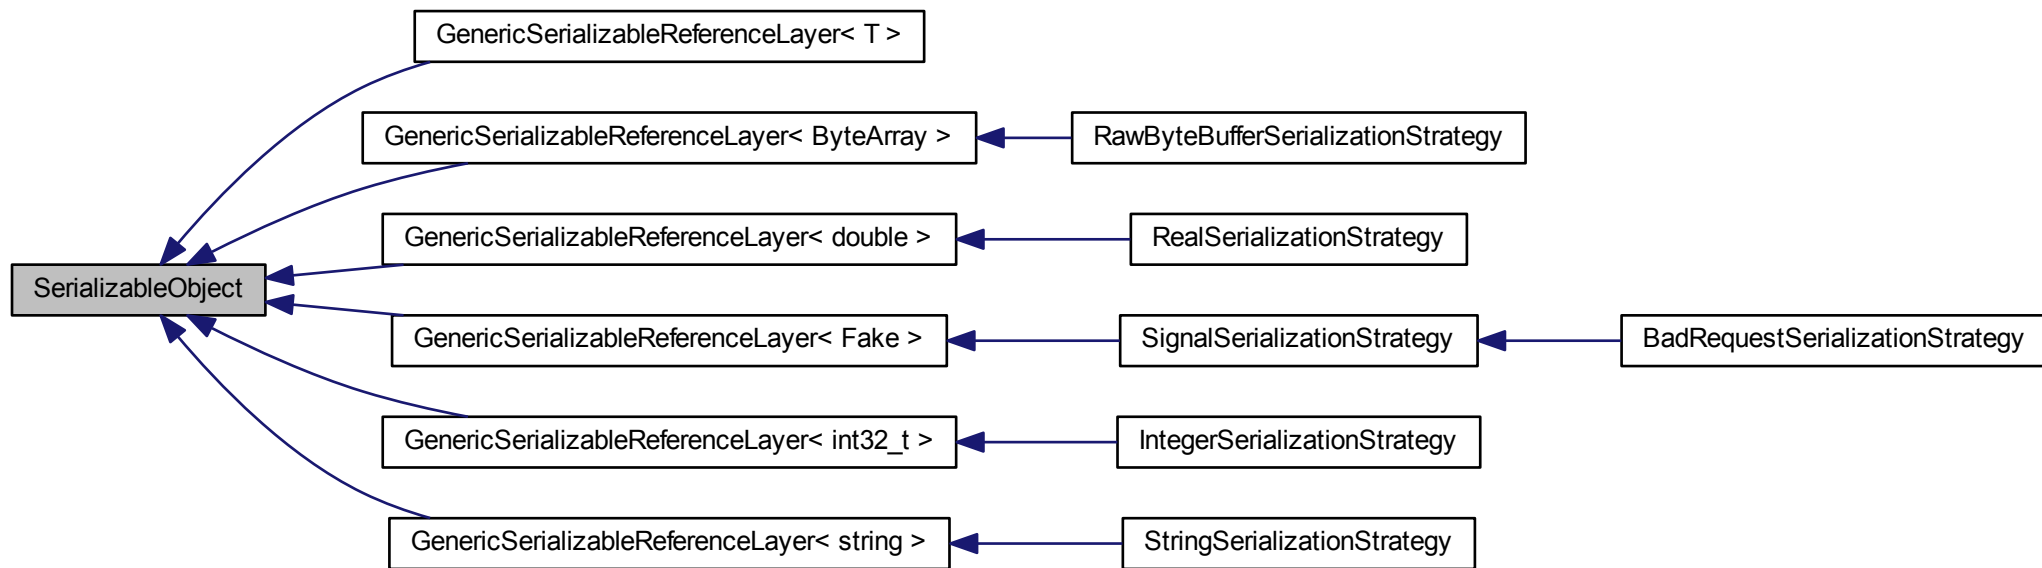 GenericSerializableReferenceLayer< T >
GenericSerializableReferenceLayer< ByteArray >
RawByteBufferSerializationStrategy
GenericSerializableReferenceLayer< double >
RealSerializationStrategy
SerializableObject
GenericSerializableReferenceLayer< Fake >
SignalSerializationStrategy
BadRequestSerializationStrategy
GenericSerializableReferenceLayer< int32_t >
IntegerSerializationStrategy
GenericSerializableReferenceLayer< string >
StringSerializationStrategy